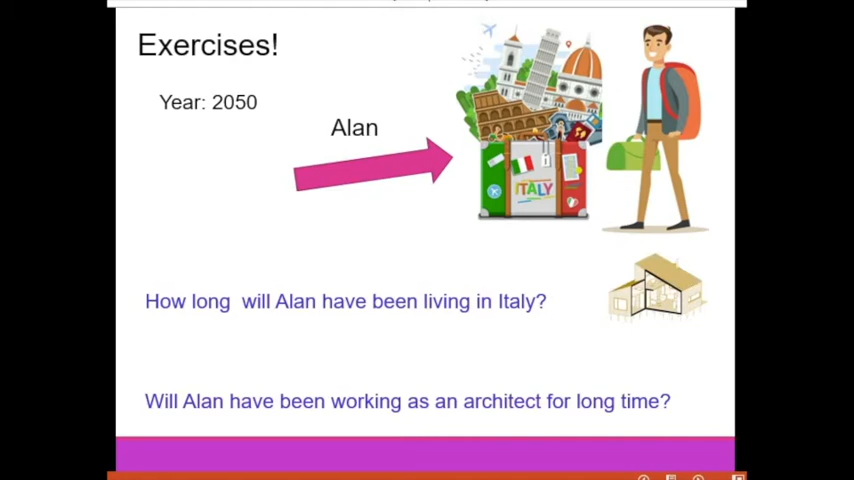 Exercises!
Year: 2050
Alan
ITALY
How long will Alan have been living in Italy?
Will Alan have been working as an architect for long time?